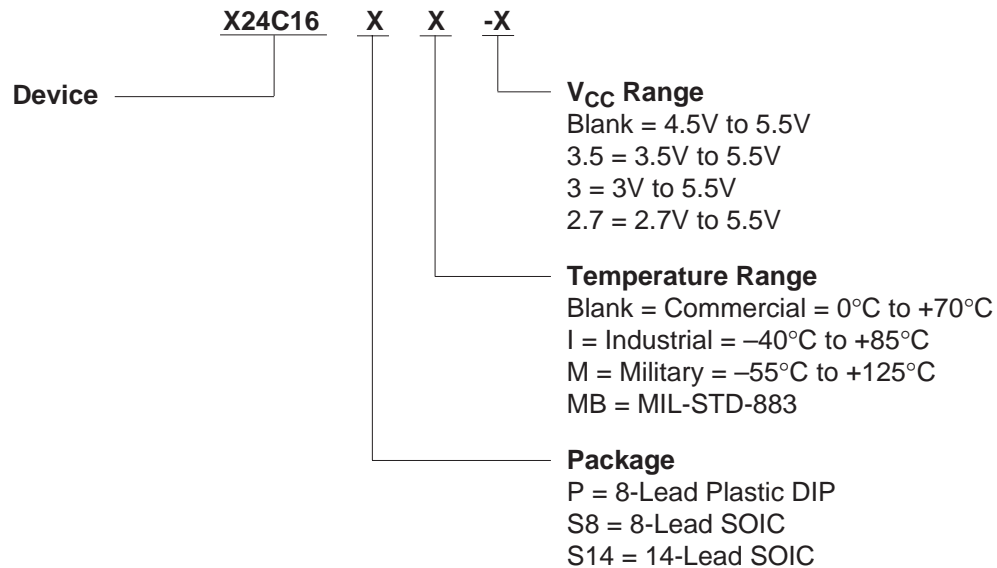 X24C16 X X -X
Device
VCC Range
Blank = 4.5V to 5.5V
3.5 = 3.5V to 5.5V
3 = 3V to 5.5V
2.7 = 2.7V to 5.5V
Temperature Range
Blank = Commercial = 0°C to +70°C
I = Industrial = –40°C to +85°C
M = Military = –55°C to +125°C
MB = MIL-STD-883
Package
P = 8-Lead Plastic DIP
S8 = 8-Lead SOIC
S14 = 14-Lead SOIC